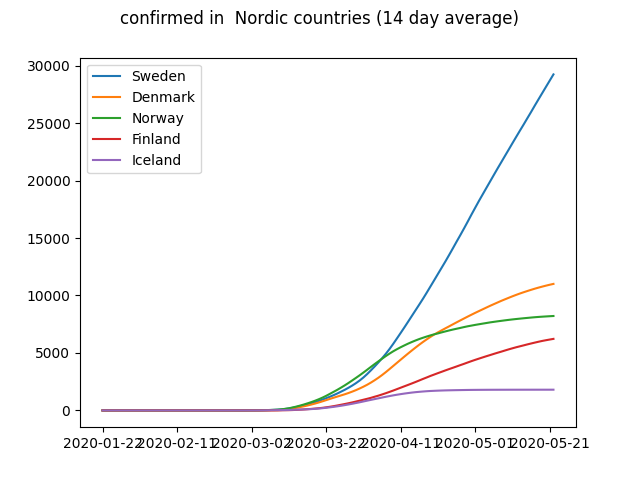 confirmed in  Nordic countries (14 day average)
30000
25000
20000
15000
10000
5000
0
Sweden
Denmark
Norway
Finland
Iceland
2020-01-22 2020-02-11 2020-03-02 2020-03-22 2020-04-11 2020-05-01 2020-05-21